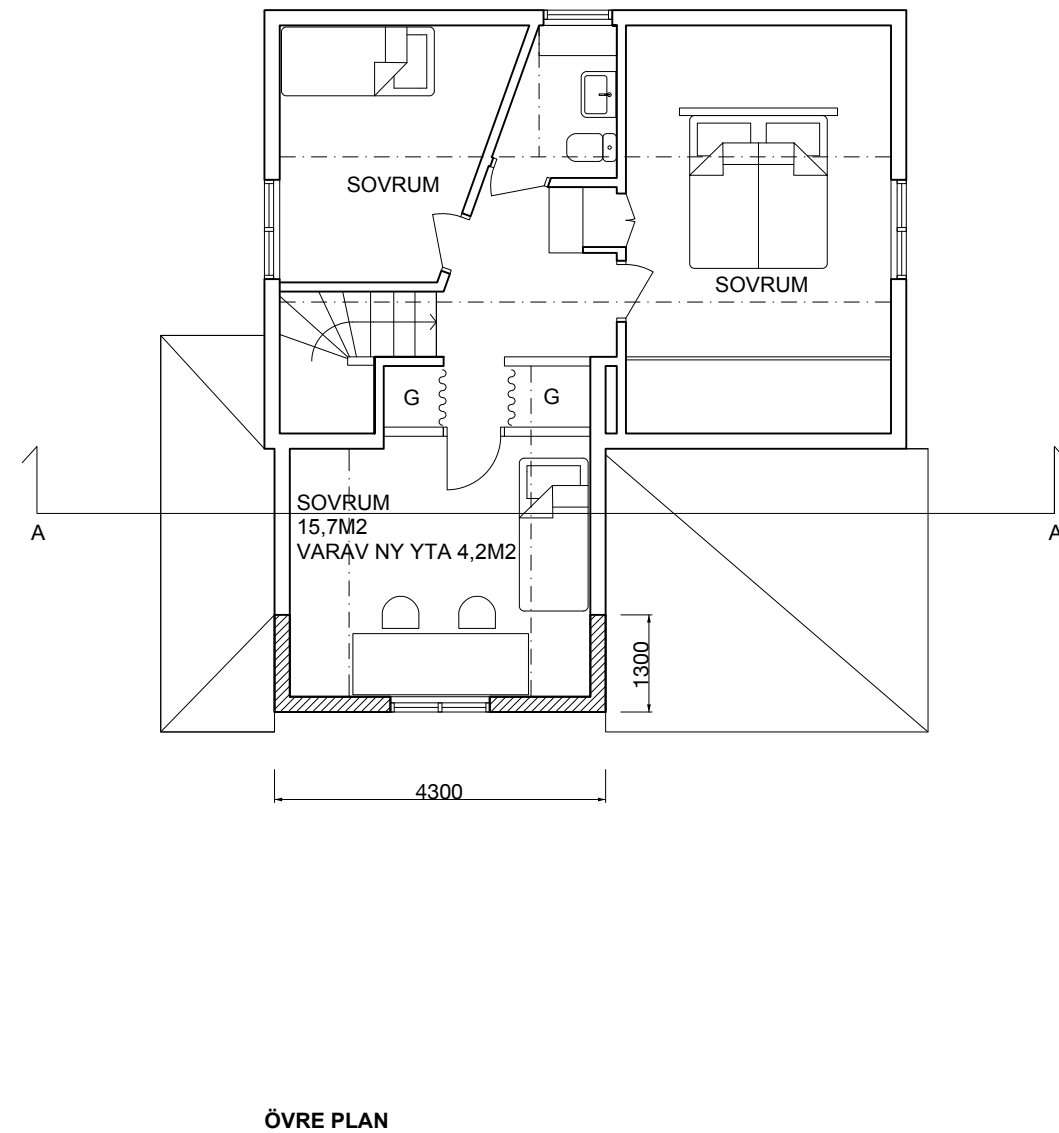 SOVRUM
SOVRUM
G
G
SOVRUM
15,7M2
VARAV NY YTA 4,2M2
A
A
1300
4300
ÖVRE PLAN